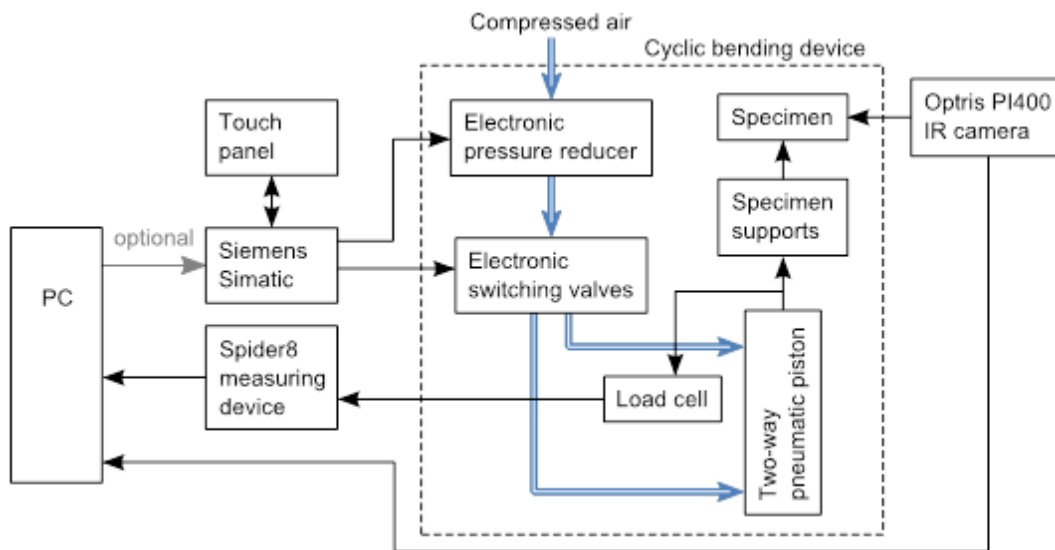 Compressed air
Cyclic bending device
Touch
panel
Electronic
pressure reducer
Specimen
Optris PI400
IR camera
optional
Siemens
Simatic
Electronic
switching valves
Specimen
supports
PC
Spider8
measuring
device
Load cell
Two-way
pneumatic piston